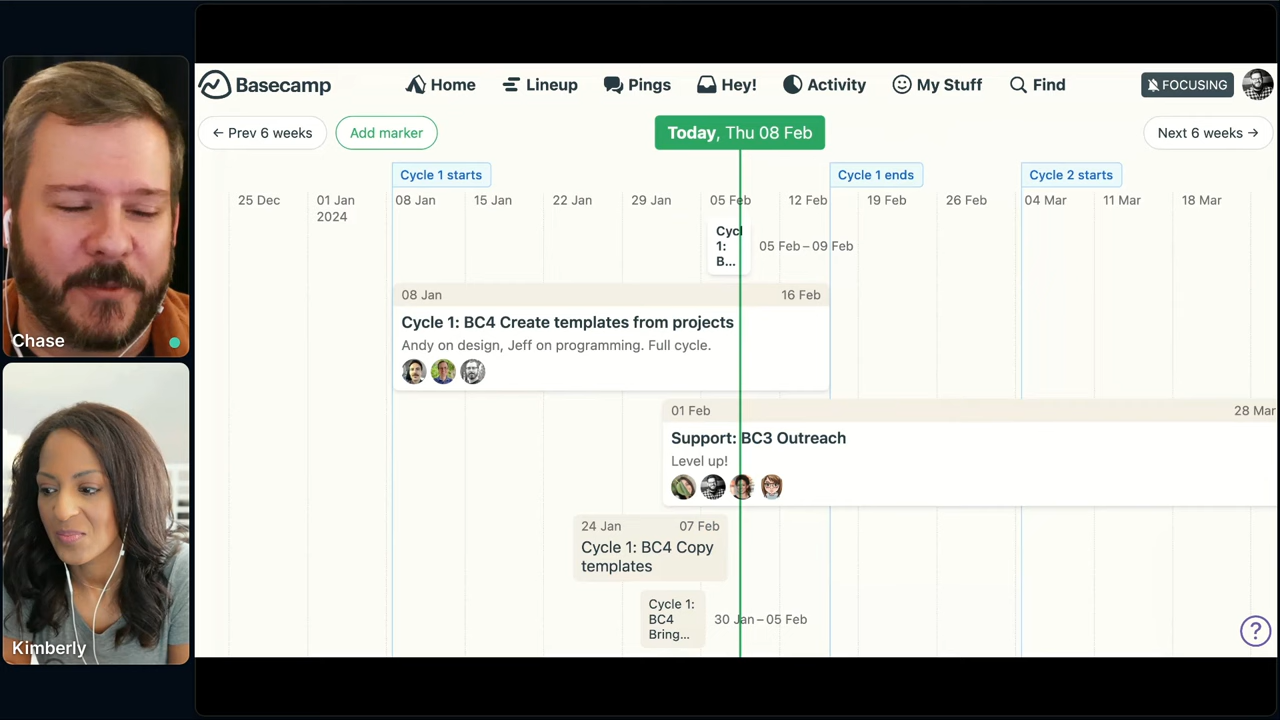 Chase
Kimberly
Basecamp
Home
Lineup
Pings
Hey!
Activity
My Stuff
Find
FOCUSING
← Prev 6 weeks
Add marker
Today, Thu 08 Feb
Next 6 weeks →
Cycle 1 starts
Cycle 1 ends
Cycle 2 starts
25 Dec
01 Jan
2024
08 Jan
15 Jan
22 Jan
29 Jan
05 Feb
12 Feb
19 Feb
26 Feb
04 Mar
11 Mar
18 Mar
Cycl
1:
B...
05 Feb – 09 Feb
08 Jan
16 Feb
Cycle 1: BC4 Create templates from projects
Andy on design, Jeff on programming. Full cycle.
01 Feb
28 Mar
Support: BC3 Outreach
Level up!
24 Jan
07 Feb
Cycle 1: BC4 Copy
templates
Cycle 1:
BC4
Bring...
30 Jan – 05 Feb
?